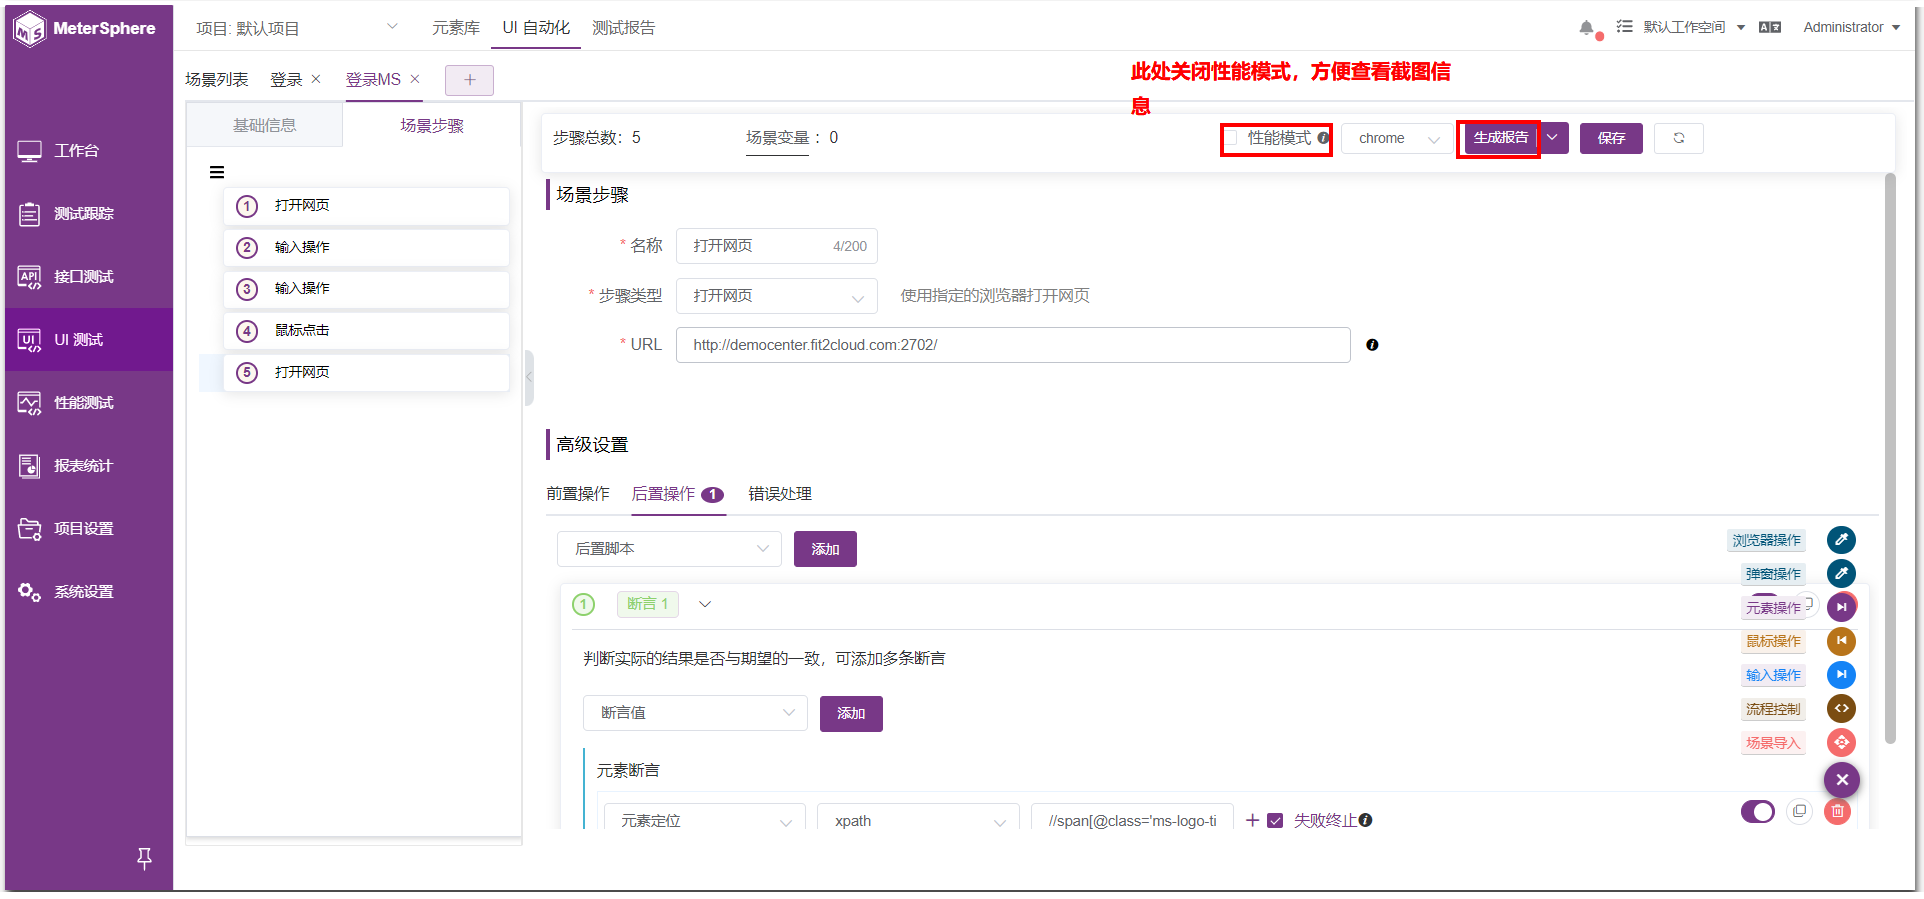 MeterSphere
项目: 默认项目
元素库
UI 自动化
测试报告
默认工作空间
Administrator
场景列表
登录
登录MS
此处关闭性能模式，方便查看截图信
息
基础信息
场景步骤
步骤总数：5
场景变量 ：0
性能模式
chrome
生成报告
保存
工作台
测试跟踪
接口测试
UI 测试
性能测试
报表统计
项目设置
系统设置
1 打开网页
2 输入操作
3 输入操作
4 鼠标点击
5 打开网页
场景步骤
* 名称 打开网页 4/200
* 步骤类型 打开网页 使用指定的浏览器打开网页
* URL http://democenter.fit2cloud.com:2702/
高级设置
前置操作
后置操作 1
错误处理
后置脚本
添加
1 断言 1
判断实际的结果是否与期望的一致，可添加多条断言
断言值
添加
元素断言
元素定位
xpath
//span[@class='ms-logo-ti
失败终止
浏览器操作
弹窗操作
元素操作
鼠标操作
输入操作
流程控制
场景导入